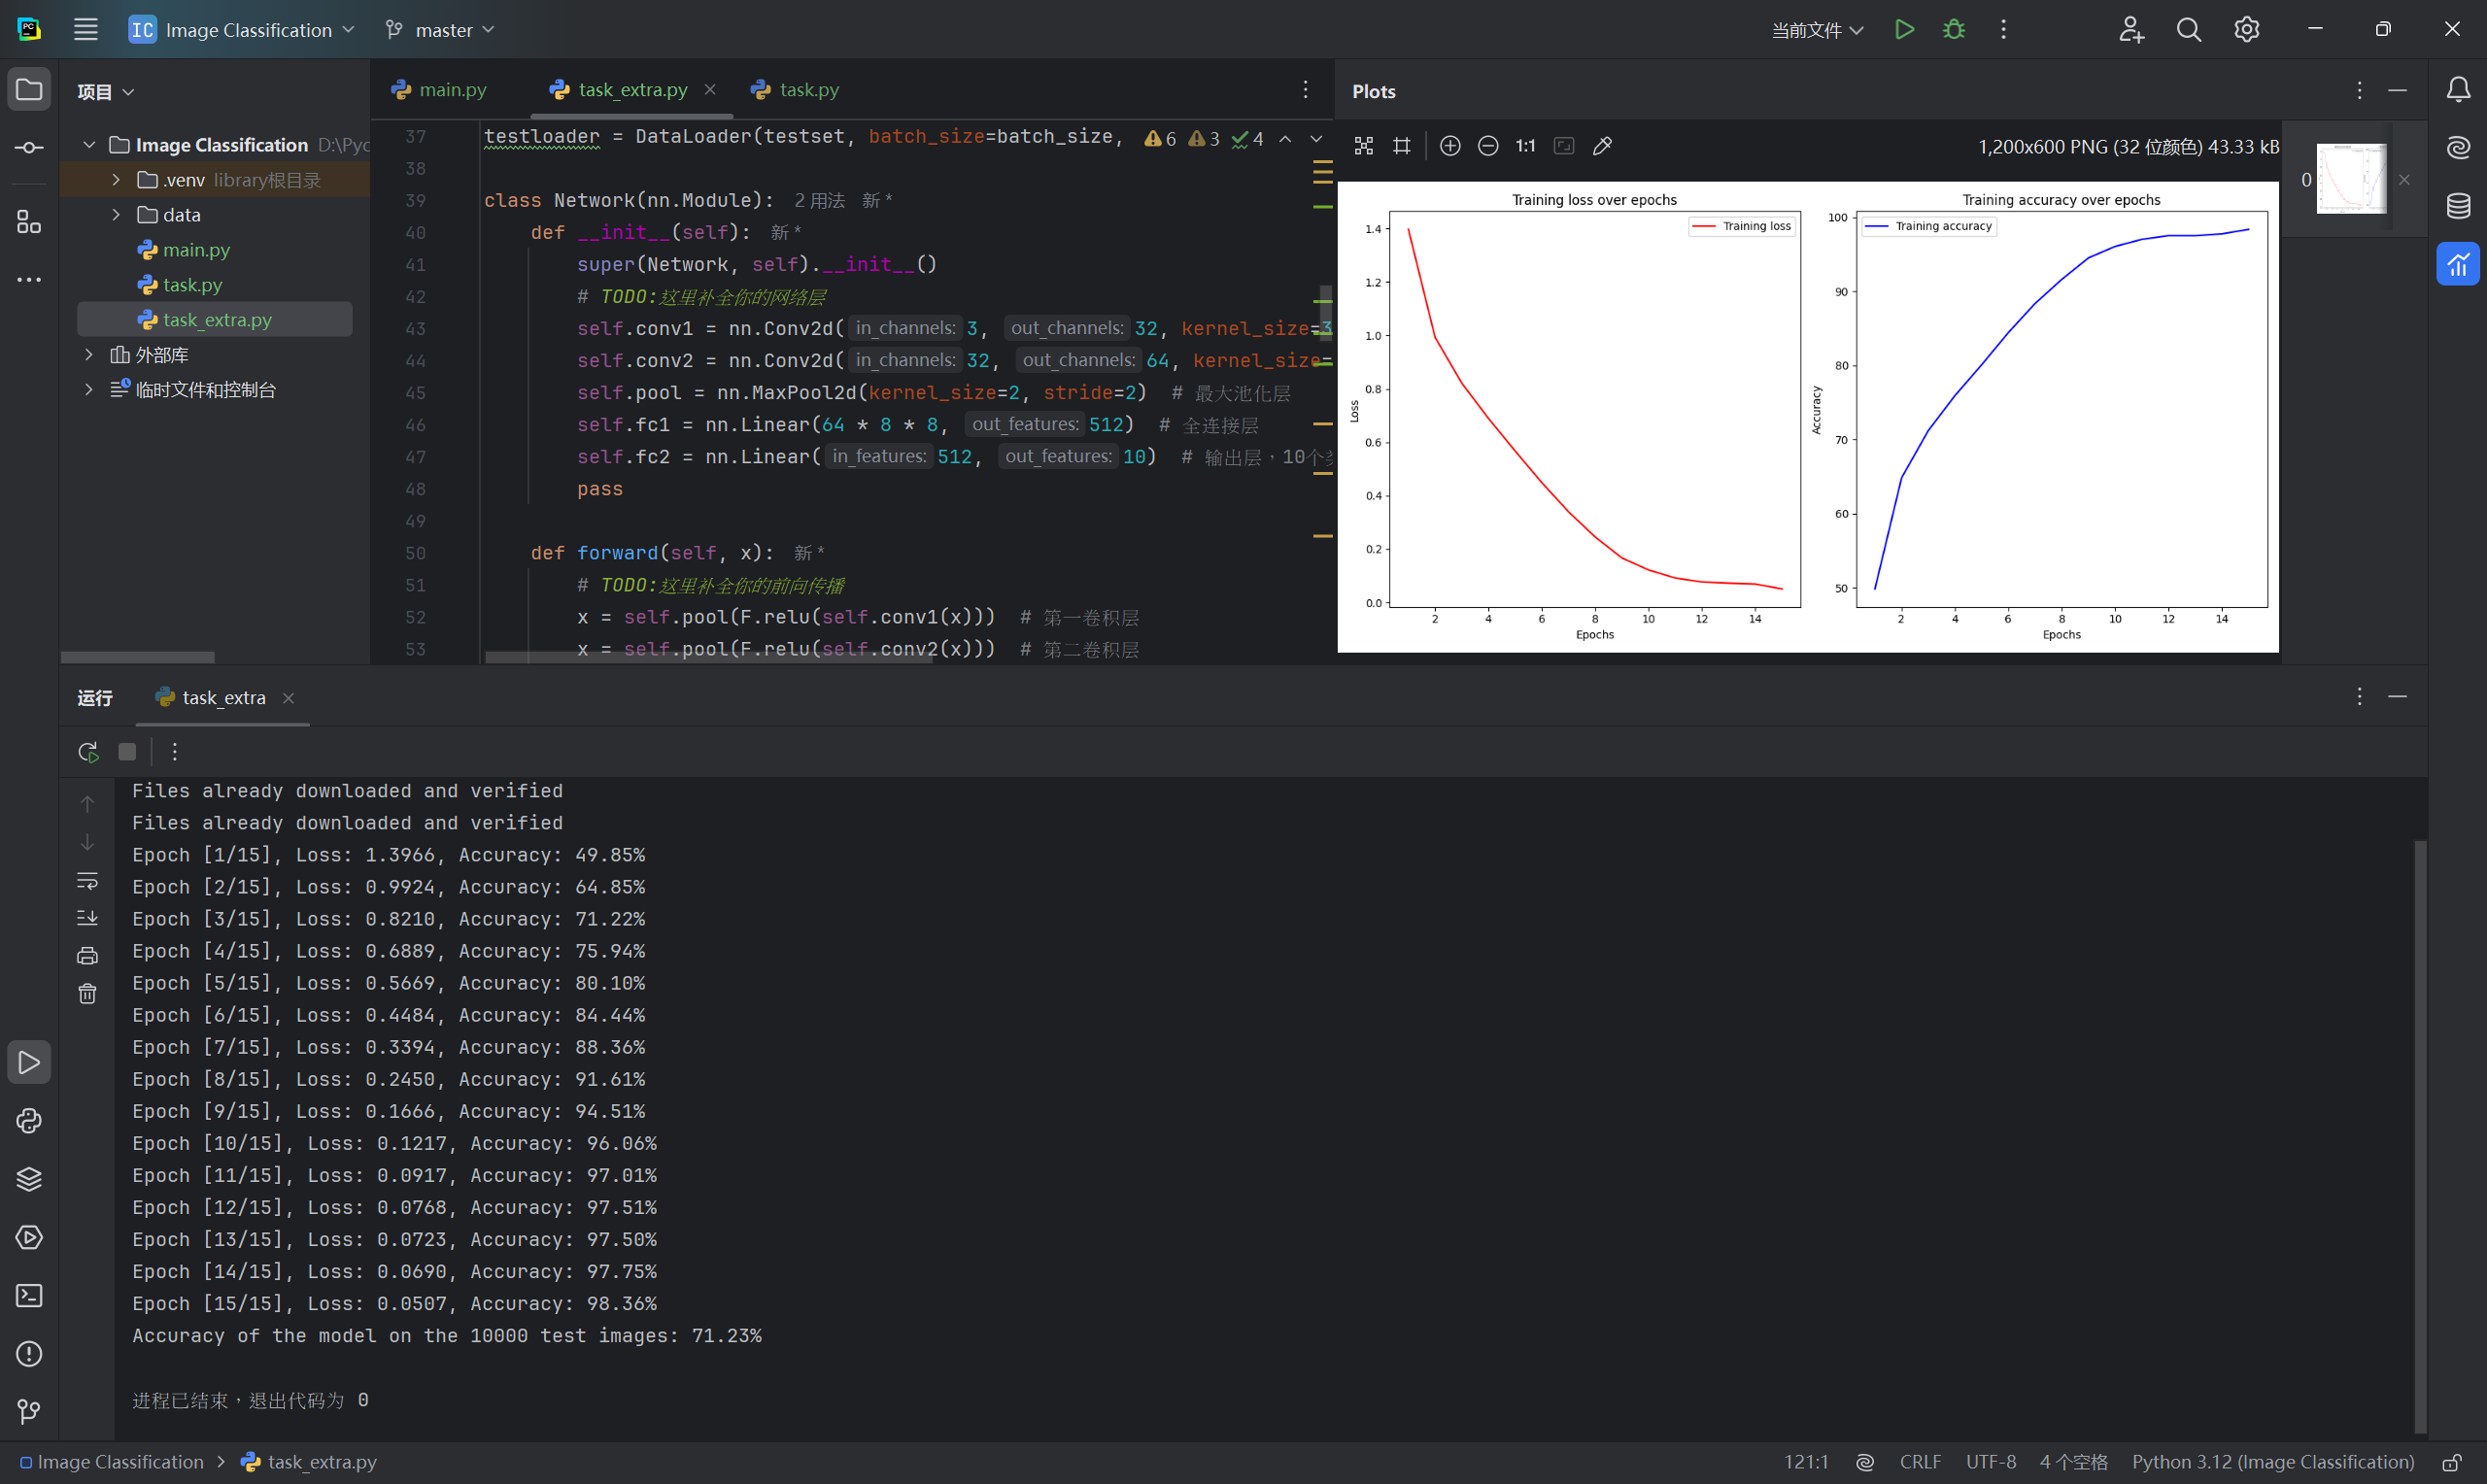 IC Image Classification master 当前文件
项目
Image Classification D:\Pyc
.venv library根目录
data
main.py
task.py
task_extra.py
外部库
临时文件和控制台
main.py task_extra.py task.py
6 3 4
37 testloader = DataLoader(testset, batch_size=batch_size,
38
39 class Network(nn.Module): 2 用法 新 *
40 def __init__(self): 新 *
41 super(Network, self).__init__()
42 # TODO:这里补全你的网络层
43 self.conv1 = nn.Conv2d( in_channels: 3, out_channels: 32, kernel_size=3
44 self.conv2 = nn.Conv2d( in_channels: 32, out_channels: 64, kernel_size=
45 self.pool = nn.MaxPool2d(kernel_size=2, stride=2) # 最大池化层
46 self.fc1 = nn.Linear(64 * 8 * 8, out_features: 512) # 全连接层
47 self.fc2 = nn.Linear( in_features: 512, out_features: 10) # 输出层，10个
48 pass
49
50 def forward(self, x): 新 *
51 # TODO:这里补全你的前向传播
52 x = self.pool(F.relu(self.conv1(x))) # 第一卷积层
53 x = self.pool(F.relu(self.conv2(x))) # 第二卷积层
Plots
1:1 1,200x600 PNG (32 位颜色) 43.33 kB
0
Training loss over epochs
Training loss
1.4
1.2
1.0
0.8
0.6
0.4
0.2
0.0
Loss
2 4 6 8 10 12 14
Epochs
Training accuracy over epochs
Training accuracy
100
90
80
70
60
50
Accuracy
2 4 6 8 10 12 14
Epochs
运行 task_extra
Files already downloaded and verified
Files already downloaded and verified
Epoch [1/15], Loss: 1.3966, Accuracy: 49.85%
Epoch [2/15], Loss: 0.9924, Accuracy: 64.85%
Epoch [3/15], Loss: 0.8210, Accuracy: 71.22%
Epoch [4/15], Loss: 0.6889, Accuracy: 75.94%
Epoch [5/15], Loss: 0.5669, Accuracy: 80.10%
Epoch [6/15], Loss: 0.4484, Accuracy: 84.44%
Epoch [7/15], Loss: 0.3394, Accuracy: 88.36%
Epoch [8/15], Loss: 0.2450, Accuracy: 91.61%
Epoch [9/15], Loss: 0.1666, Accuracy: 94.51%
Epoch [10/15], Loss: 0.1217, Accuracy: 96.06%
Epoch [11/15], Loss: 0.0917, Accuracy: 97.01%
Epoch [12/15], Loss: 0.0768, Accuracy: 97.51%
Epoch [13/15], Loss: 0.0723, Accuracy: 97.50%
Epoch [14/15], Loss: 0.0690, Accuracy: 97.75%
Epoch [15/15], Loss: 0.0507, Accuracy: 98.36%
Accuracy of the model on the 10000 test images: 71.23%
进程已结束，退出代码为 0
Image Classification task_extra.py 121:1 CRLF UTF-8 4 个空格 Python 3.12 (Image Classification)